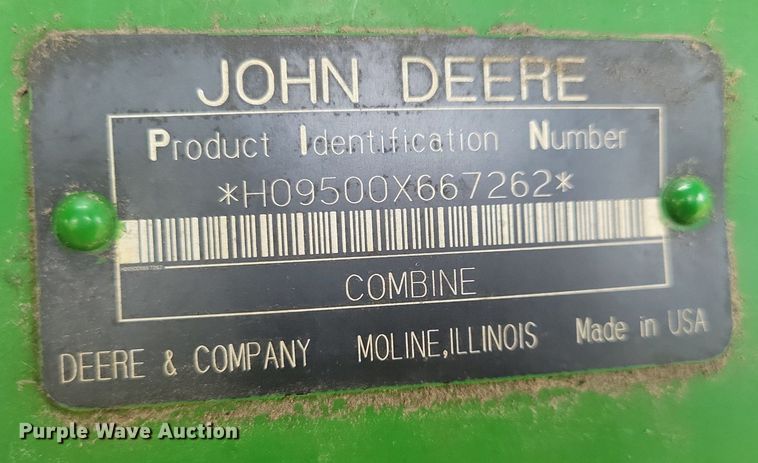 JOHN DEERE
Product Identification Number
*H09500X667262*
COMBINE
DEERE & COMPANY MOLINE, ILLINOIS Made in USA
Purple Wave Auction